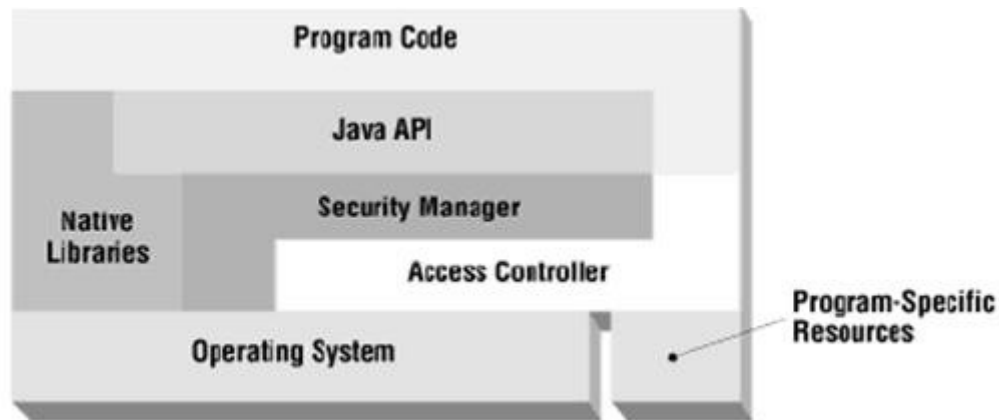 Program Code
Java API
Security Manager
Native
Libraries
Access Controller
Program-Specific
Resources
Operating System